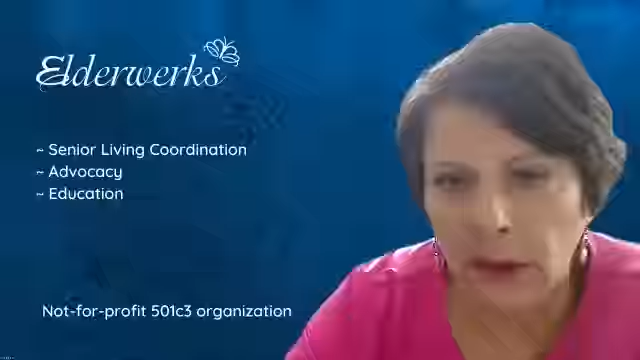 Elderwerks
~ Senior Living Coordination
~ Advocacy
~ Education
Not-for-profit 501c3 organization